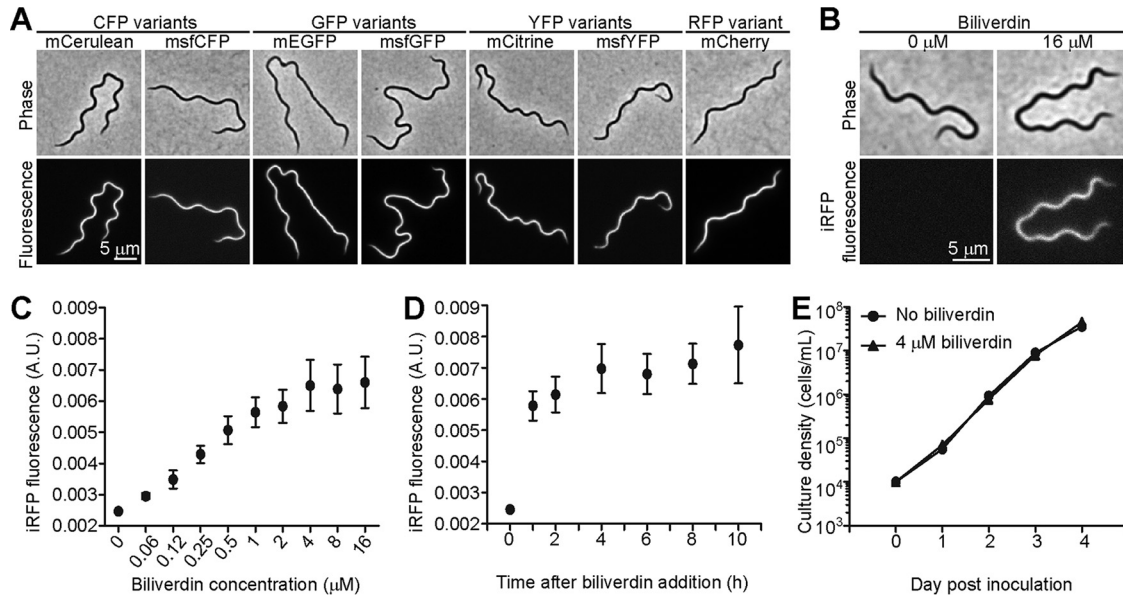 A
CFP variants GFP variants YFP variants RFP variant
mCerulean msfCFP mEGFP msfGFP mCitrine msfYFP mCherry
Phase
Fluorescence
5 μm
B
Biliverdin
0 μM 16 μM
Phase
iRFP
fluorescence
5 μm
C
iRFP fluorescence (A.U.)
0.009
0.008
0.007
0.006
0.005
0.004
0.003
0.002
0 0.06 0.12 0.25 0.5 1 2 4 8 16
Biliverdin concentration (μM)
D
iRFP fluorescence (A.U.)
0.009
0.008
0.007
0.006
0.005
0.004
0.003
0.002
0 2 4 6 8 10
Time after biliverdin addition (h)
E
No biliverdin
4 μM biliverdin
Culture density (cells/mL)
10⁸
10⁷
10⁶
10⁵
10⁴
10³
0 1 2 3 4
Day post inoculation